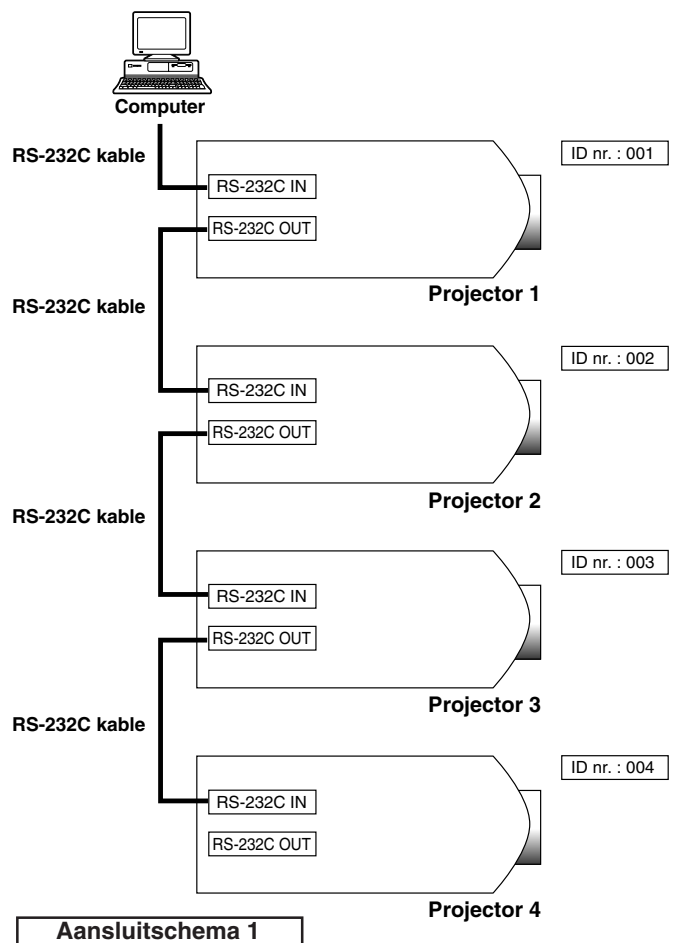 Computer
RS-232C kable
ID nr. : 001
RS-232C IN
RS-232C OUT
Projector 1
RS-232C kable
ID nr. : 002
RS-232C IN
RS-232C OUT
Projector 2
RS-232C kable
ID nr. : 003
RS-232C IN
RS-232C OUT
Projector 3
RS-232C kable
ID nr. : 004
RS-232C IN
RS-232C OUT
Projector 4
Aansluitschema 1